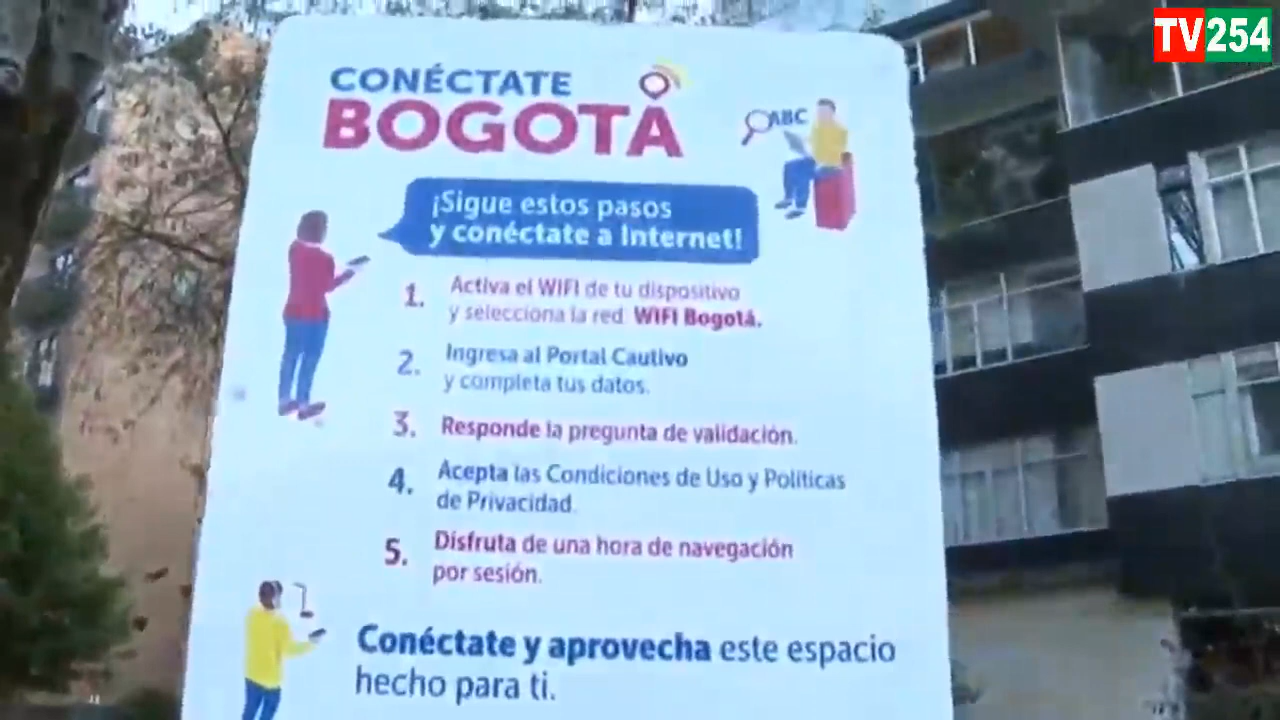 TV254
CONÉCTATE
BOGOTÁ
ABC
¡Sigue estos pasos
y conéctate a Internet!
1. Activa el WIFI de tu dispositivo
y selecciona la red WIFI Bogotá.
2. Ingresa al Portal Cautivo
y completa tus datos.
3. Responde la pregunta de validación.
4. Acepta las Condiciones de Uso y Políticas
de Privacidad.
5. Disfruta de una hora de navegación
por sesión.
Conéctate y aprovecha este espacio
hecho para ti.